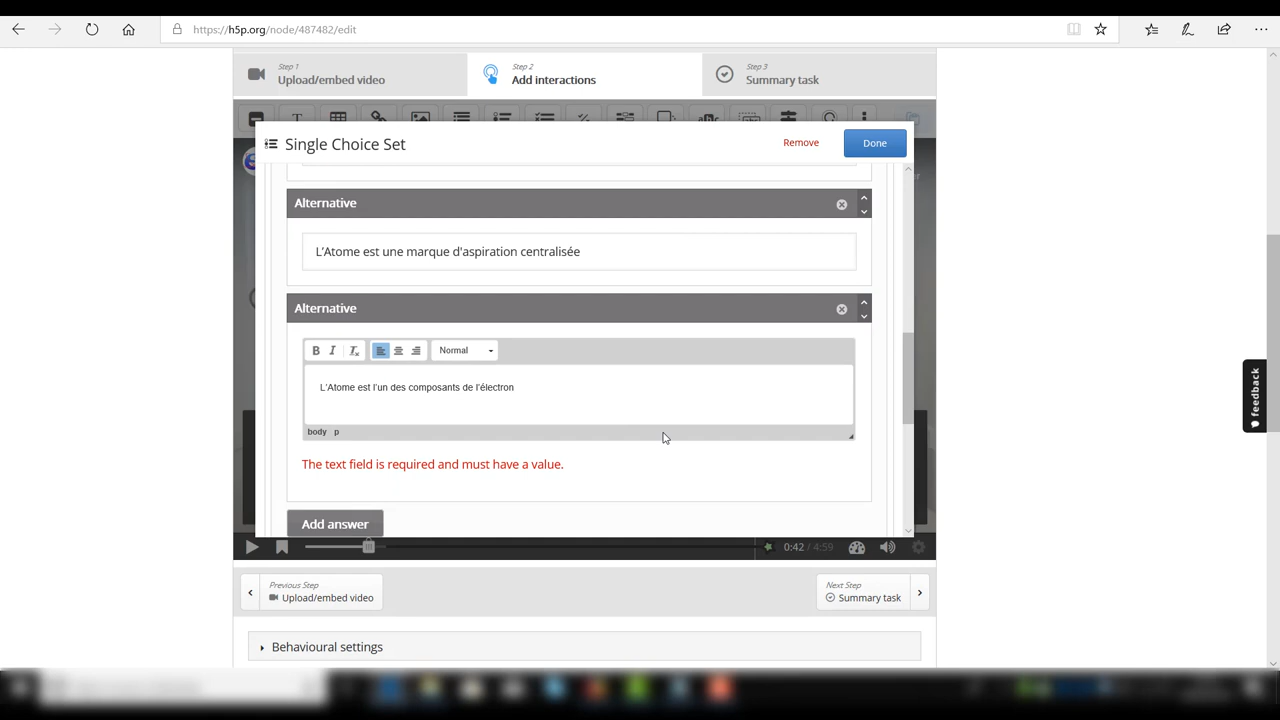 https://h5p.org/node/487482/edit
Step 1
Upload/embed video
Step 2
Add interactions
Step 3
Summary task
Single Choice Set
Remove
Done
Alternative
L'Atome est une marque d'aspiration centralisée
Alternative
B I Tx Normal
L'Atome est l'un des composants de l'électron
body p
The text field is required and must have a value.
Add answer
0:42 / 4:59
Previous Step
Upload/embed video
Next Step
Summary task
Behavioural settings
feedback